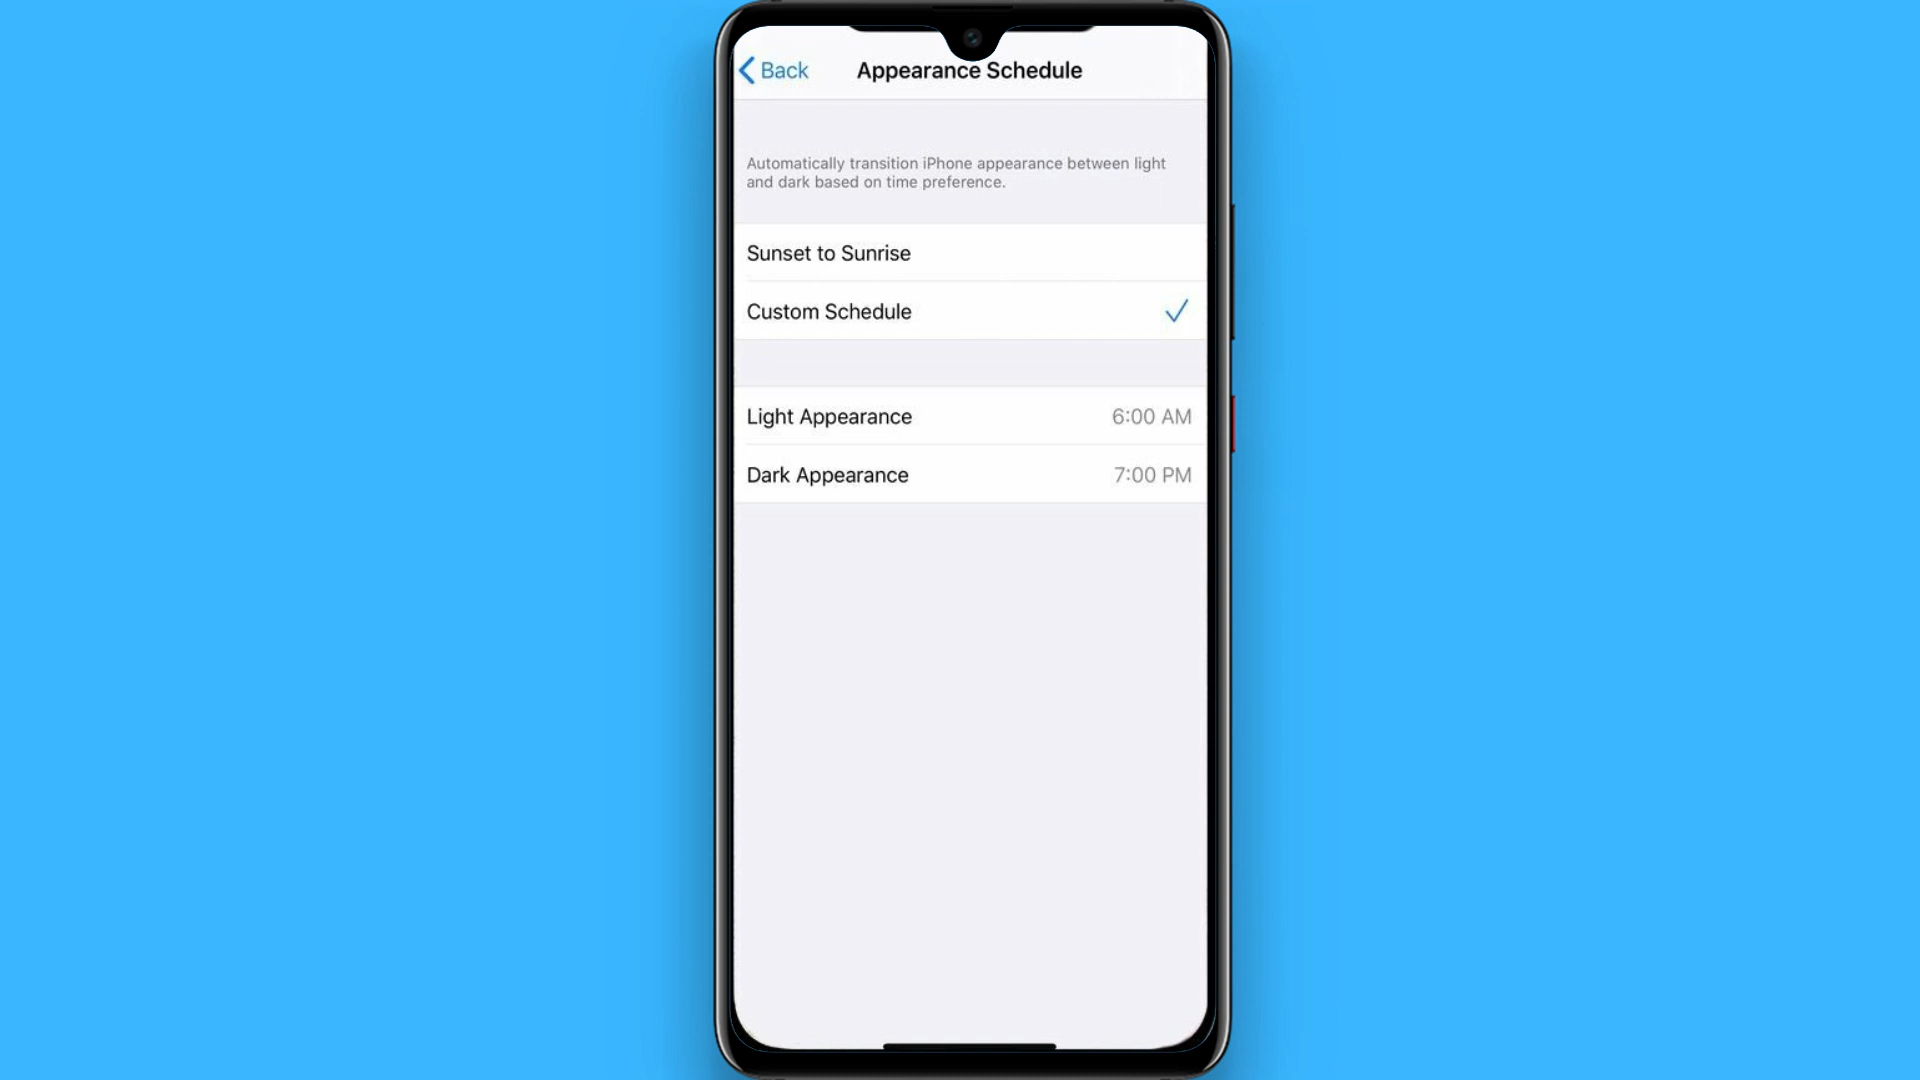 Back
Appearance Schedule
Automatically transition iPhone appearance between light
and dark based on time preference.
Sunset to Sunrise
Custom Schedule
Light Appearance 6:00 AM
Dark Appearance 7:00 PM